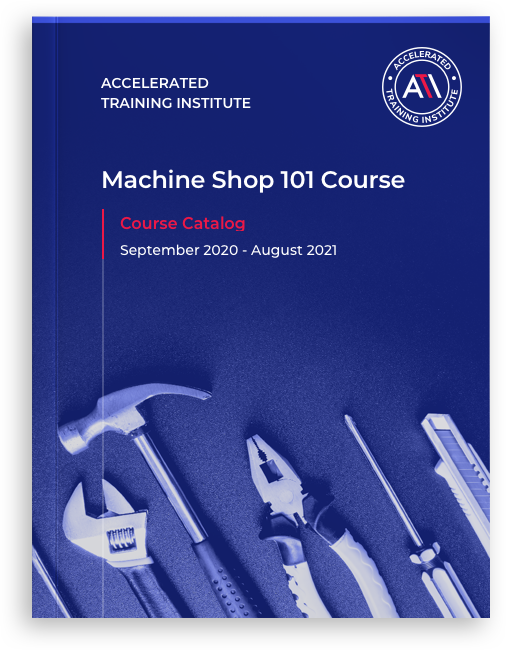 ACCELERATED
TRAINING INSTITUTE
ACCELERATED
ATI
TRAINING INSTITUTE
Machine Shop 101 Course
Course Catalog
September 2020 - August 2021